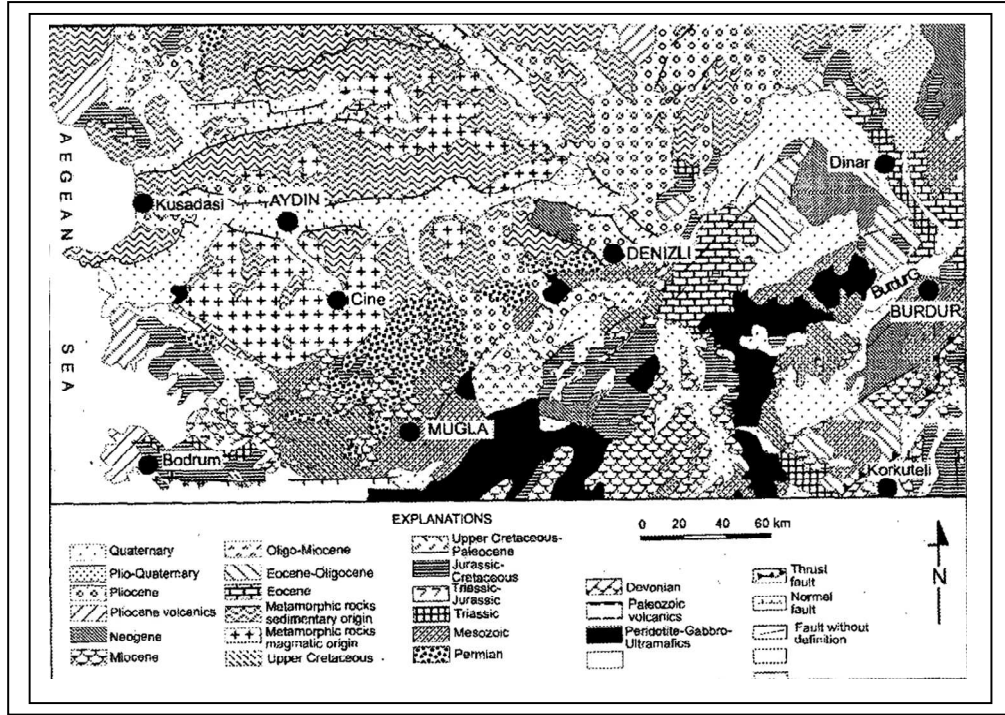 AEGEAN
SEA
Kusadasi
AYDIN
Dinar
DENIZLI
Cine
Burdur G.
BURDUR
MUGLA
Bodrum
Korkuteli
EXPLANATIONS
0 20 40 60 km
N
Quaternary
Plio-Quaternary
Pliocene
Pliocene volcanics
Neogene
Miocene
Oligo-Miocene
Eocene-Oligocene
Eocene
Metamorphic rocks
sedimentary origin
Metamorphic rocks
magmatic origin
Upper Cretaceous
Upper Cretaceous-
Paleocene
Jurassic-
Cretaceous
Triassic-
Jurassic
Triassic
Mesozoic
Permian
Devonian
Paleozoic
volcanics
Peridotite-Gabbro-
Ultramafics
Thrust
fault
Normel
fault
Fault without
definition